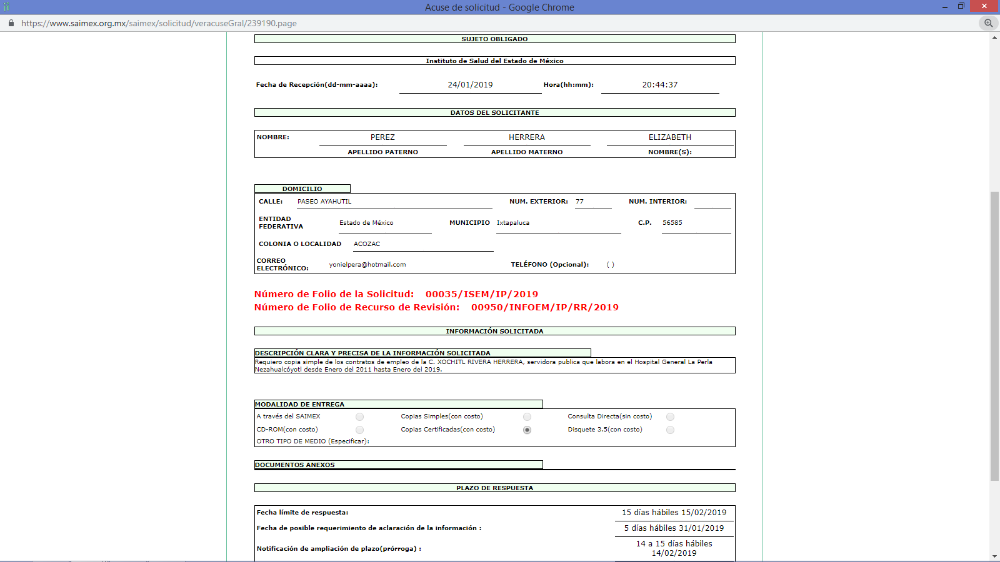 Acuse de solicitud - Google Chrome
https://www.saimex.org.mx/saimex/solicitud/veracuseGral/239190.page
SUJETO OBLIGADO
Instituto de Salud del Estado de México
Fecha de Recepción(dd-mm-aaaa): 24/01/2019 Hora(hh:mm): 20:44:37
DATOS DEL SOLICITANTE
NOMBRE: PEREZ HERRERA ELIZABETH
APELLIDO PATERNO APELLIDO MATERNO NOMBRE(S):
DOMICILIO
CALLE: PASEO AYAHUTIL NUM. EXTERIOR: 77 NUM. INTERIOR:
ENTIDAD FEDERATIVA Estado de México MUNICIPIO Ixtapaluca C.P. 56585
COLONIA O LOCALIDAD ACOZAC
CORREO ELECTRÓNICO: yonielpera@hotmail.com TELÉFONO (Opcional): ( )
Número de Folio de la Solicitud: 00035/ISEM/IP/2019
Número de Folio de Recurso de Revisión: 00950/INFOEM/IP/RR/2019
INFORMACIÓN SOLICITADA
DESCRIPCIÓN CLARA Y PRECISA DE LA INFORMACIÓN SOLICITADA
Requiero copia simple de los contratos de empleo de la C. XOCHITL RIVERA HERRERA, servidora publica que labora en el Hospital General La Perla
Nezahualcóyotl desde Enero del 2011 hasta Enero del 2019.
MODALIDAD DE ENTREGA
A través del SAIMEX Copias Simples(con costo) Consulta Directa(sin costo)
CD-ROM(con costo) Copias Certificadas(con costo) Disquete 3.5(con costo)
OTRO TIPO DE MEDIO (Especificar):
DOCUMENTOS ANEXOS
PLAZO DE RESPUESTA
Fecha límite de respuesta: 15 días hábiles 15/02/2019
Fecha de posible requerimiento de aclaración de la información : 5 días hábiles 31/01/2019
Notificación de ampliación de plazo(prórroga) : 14 a 15 días hábiles
14/02/2019